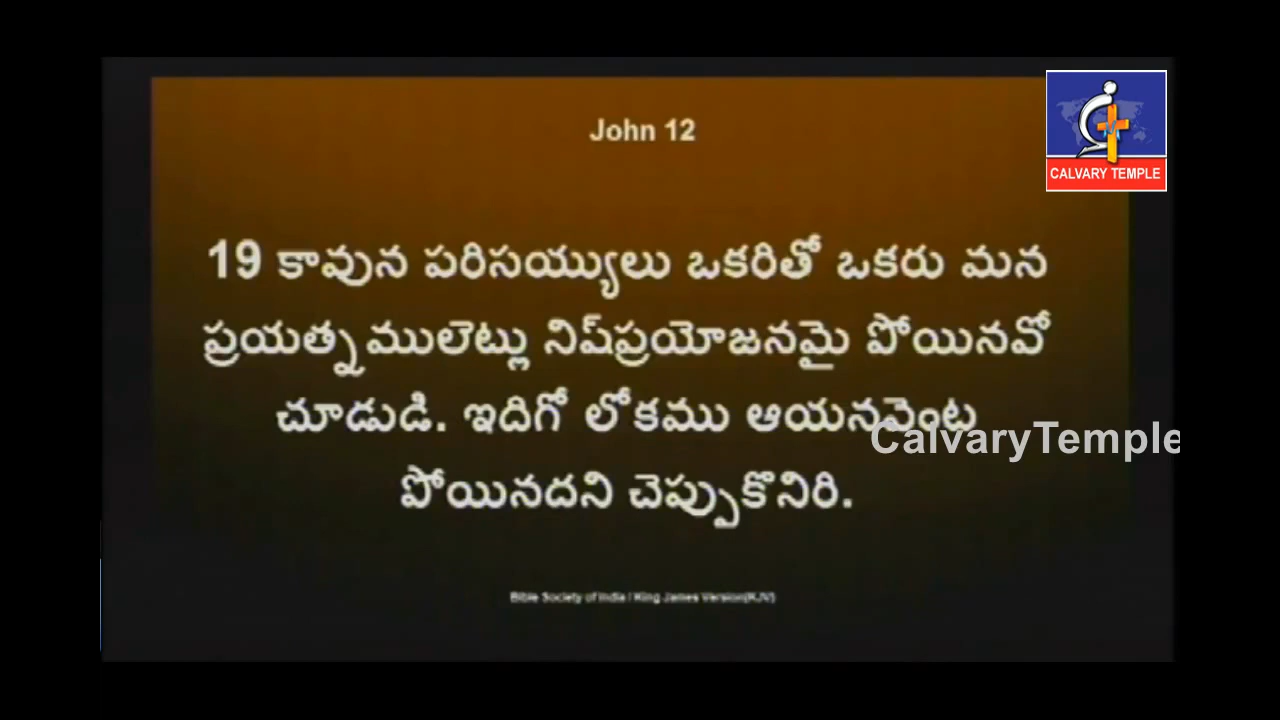 John 12
CALVARY TEMPLE
19 కావున పరిసయ్యులు ఒకరితో ఒకరు మన
ప్రయత్నములెట్లు నిష్‌ప్రయోజనమై పోయినవో
చూడుడి. ఇదిగో లోకము ఆయనవెంట
CalvaryTemple
పోయినదని చెప్పుకొనిరి.
Bible Society of India / King James Version(KJV)